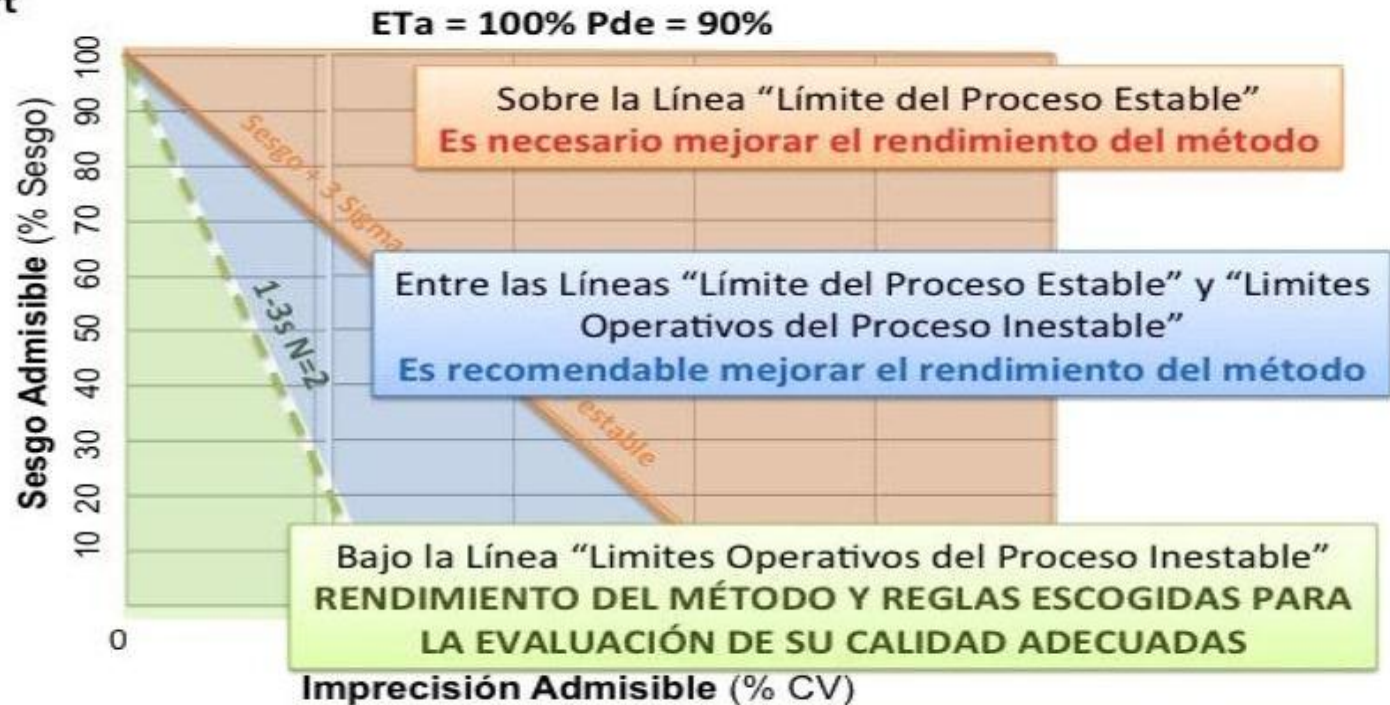 t
ETa = 100% Pde = 90%
Sesgo Admisible (% Sesgo)
100
90
80
70
60
50
40
30
20
10
0
Sesgo + 3 Sigma
estable
1-3s N=2
Sobre la Línea “Límite del Proceso Estable”
Es necesario mejorar el rendimiento del método
Entre las Líneas “Límite del Proceso Estable” y “Limites
Operativos del Proceso Inestable”
Es recomendable mejorar el rendimiento del método
Bajo la Línea “Limites Operativos del Proceso Inestable”
RENDIMIENTO DEL MÉTODO Y REGLAS ESCOGIDAS PARA
LA EVALUACIÓN DE SU CALIDAD ADECUADAS
Imprecisión Admisible (% CV)